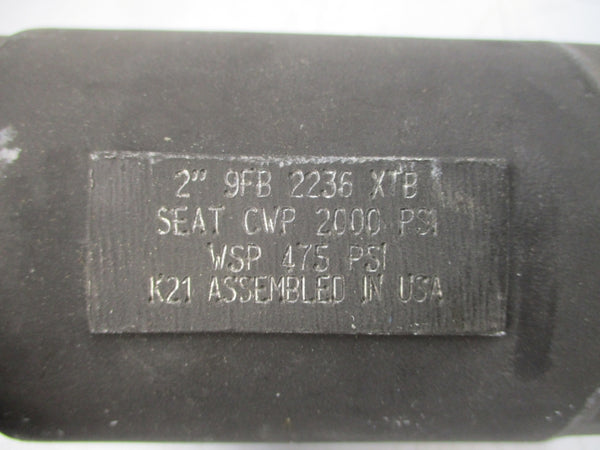 2" 9FB 2236 XTB
SEAT CWP 2000 PSI
WSP 475 PSI
K21 ASSEMBLED IN USA